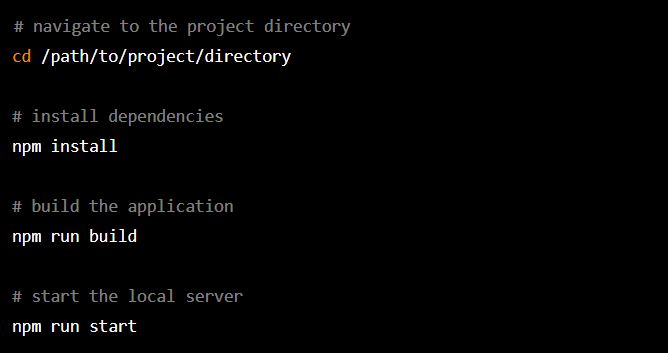 # navigate to the project directory
cd /path/to/project/directory
# install dependencies
npm install
# build the application
npm run build
# start the local server
npm run start